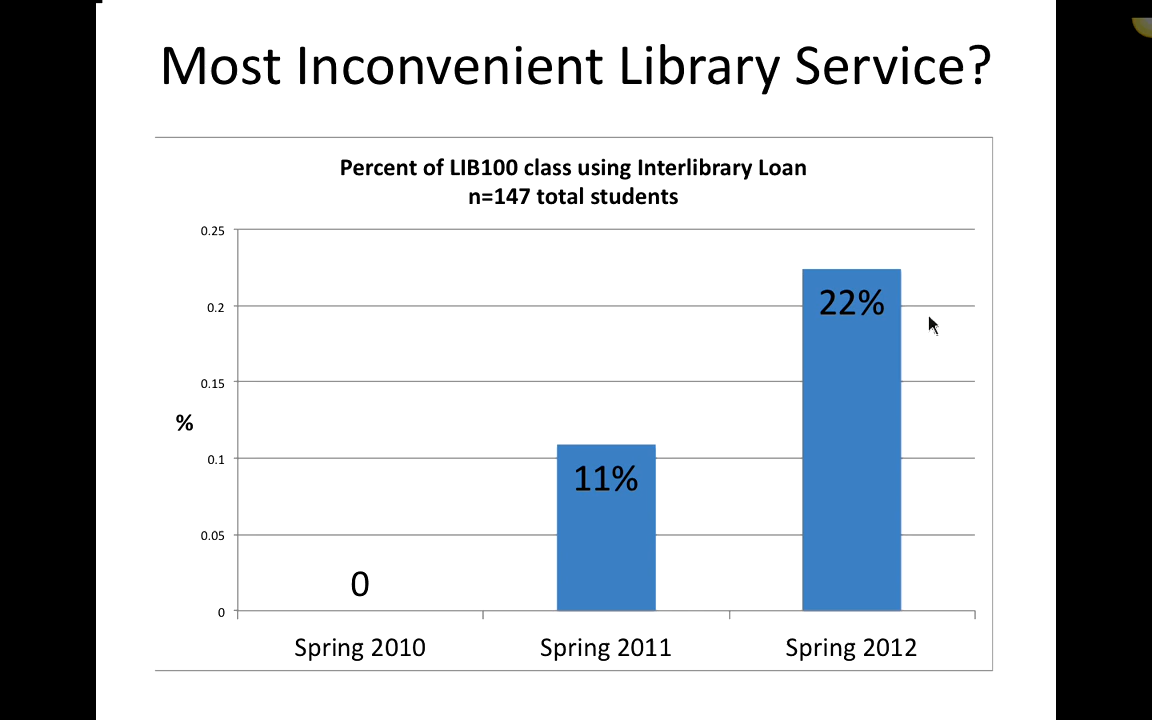 Most Inconvenient Library Service?
Percent of LIB100 class using Interlibrary Loan
n=147 total students
0.25
0.2
0.15
0.1
0.05
0
%
0
11%
22%
Spring 2010
Spring 2011
Spring 2012